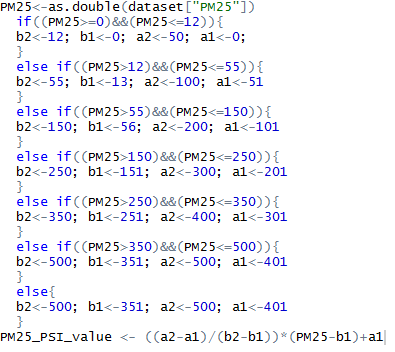 PM25<-as.double(dataset["PM25"])
if((PM25>=0)&&(PM25<=12)){
b2<-12; b1<-0; a2<-50; a1<-0;
}
else if((PM25>12)&&(PM25<=55)){
b2<-55; b1<-13; a2<-100; a1<-51
}
else if((PM25>55)&&(PM25<=150)){
b2<-150; b1<-56; a2<-200; a1<-101
}
else if((PM25>150)&&(PM25<=250)){
b2<-250; b1<-151; a2<-300; a1<-201
}
else if((PM25>250)&&(PM25<=350)){
b2<-350; b1<-251; a2<-400; a1<-301
}
else if((PM25>350)&&(PM25<=500)){
b2<-500; b1<-351; a2<-500; a1<-401
}
else{
b2<-500; b1<-351; a2<-500; a1<-401
}
PM25_PSI_value <- ((a2-a1)/(b2-b1))*(PM25-b1)+a1